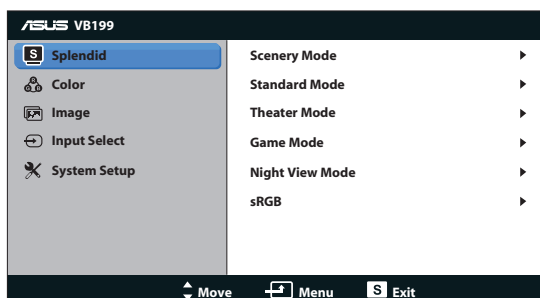 ASUS VB199
S Splendid
Color
Image
Input Select
System Setup
Scenery Mode
Standard Mode
Theater Mode
Game Mode
Night View Mode
sRGB
Move Menu S Exit